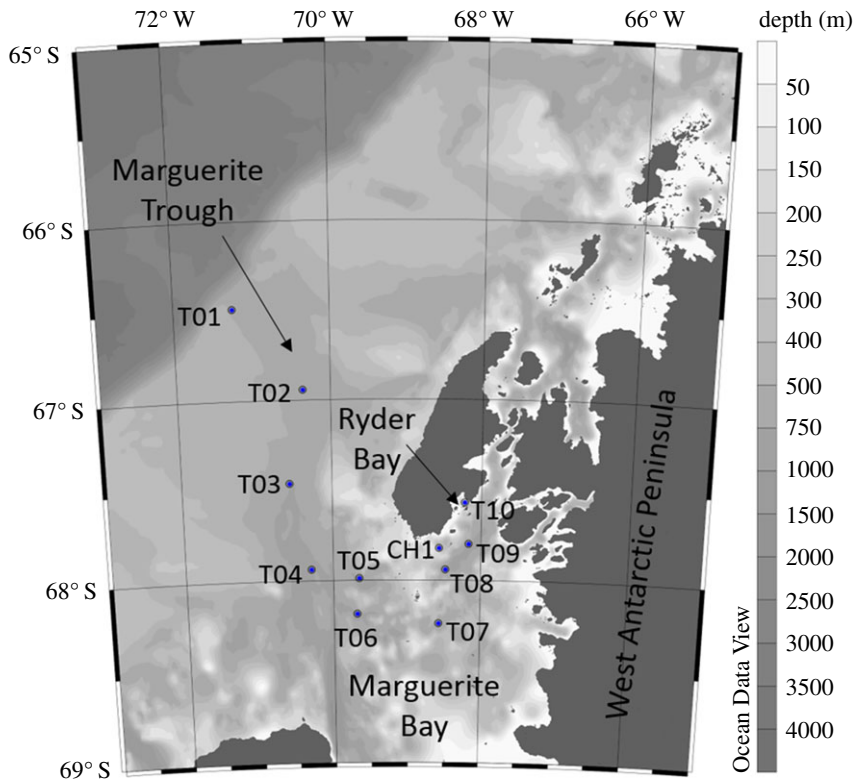 72° W
70° W
68° W
66° W
depth (m)
65° S
66° S
67° S
68° S
69° S
Marguerite
Trough
T01
T02
T03
Ryder
Bay
T10
CH1
T09
T04
T05
T08
T06
T07
Marguerite
Bay
West Antarctic Peninsula
Ocean Data View
50
100
150
200
250
300
400
500
750
1000
1500
2000
2500
3000
3500
4000